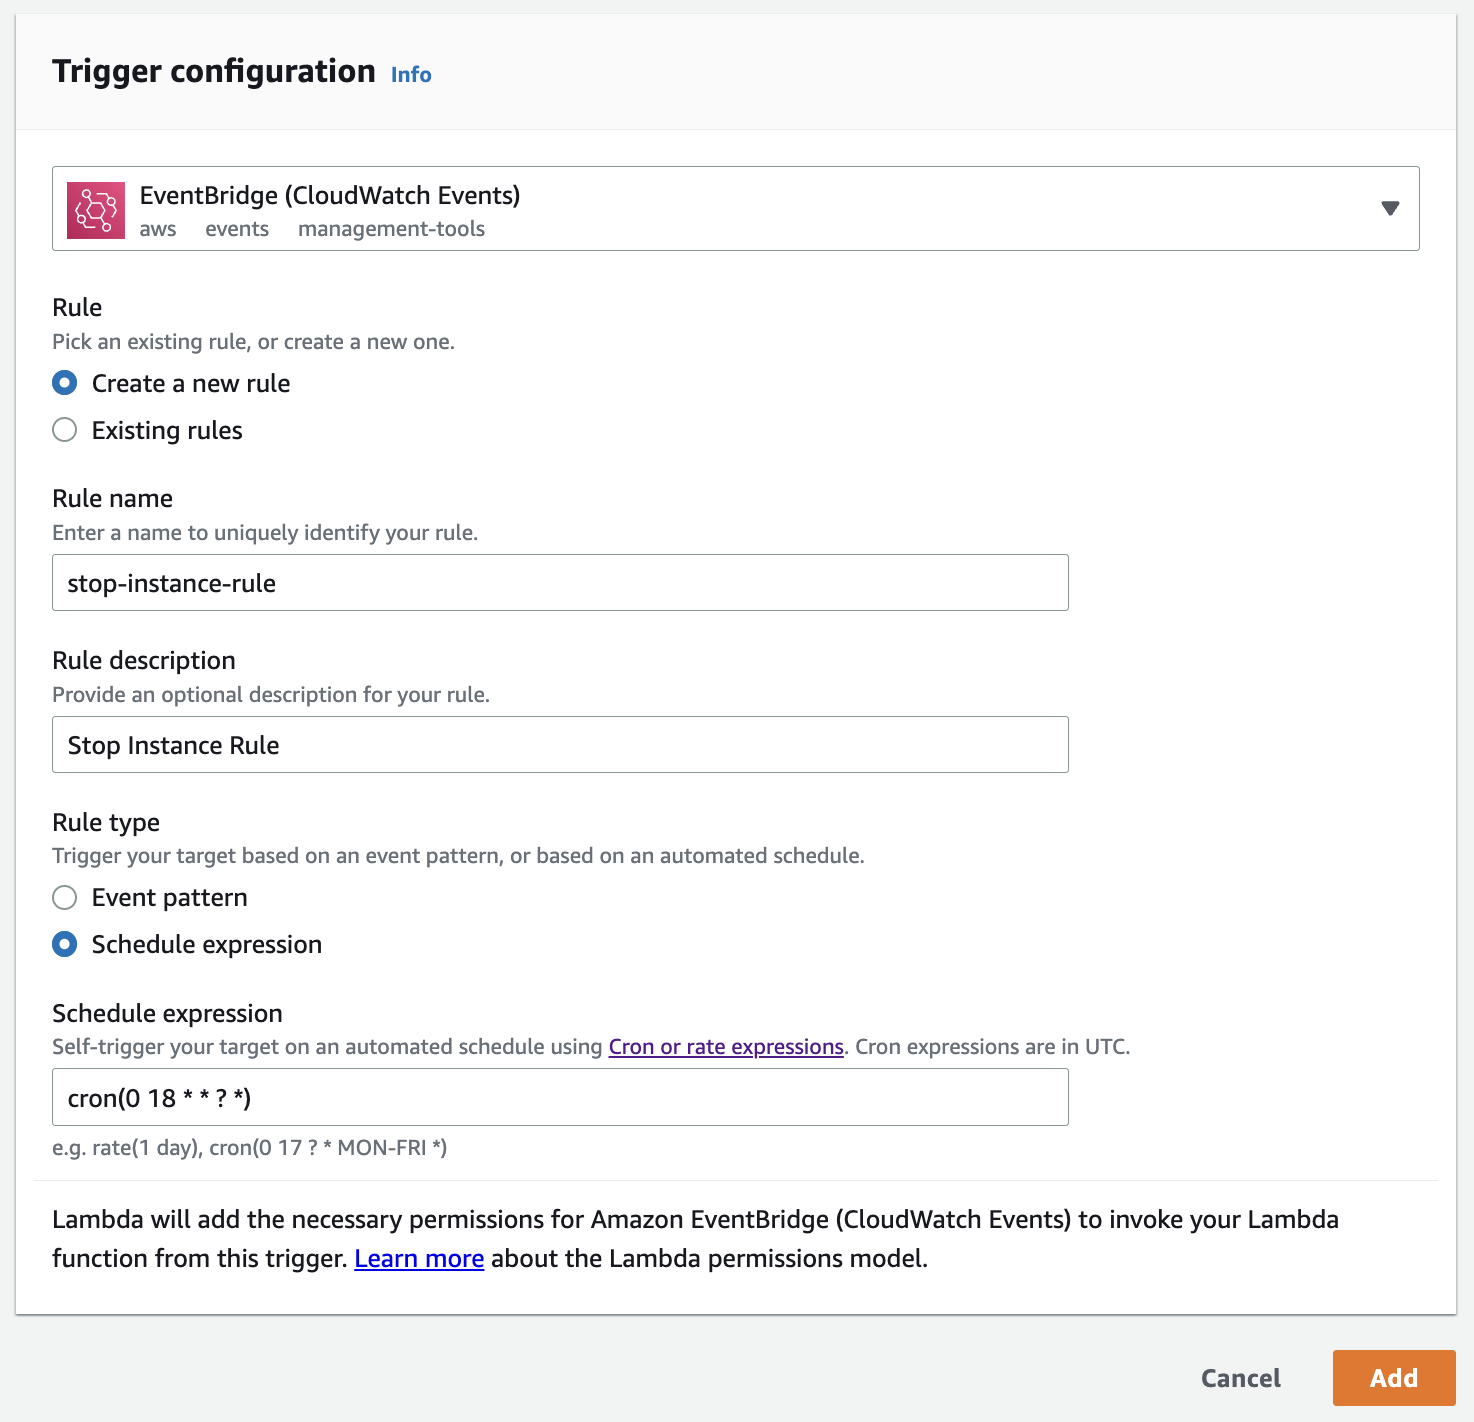 Trigger configuration Info
EventBridge (CloudWatch Events)
aws events management-tools
Rule
Pick an existing rule, or create a new one.
Create a new rule
Existing rules
Rule name
Enter a name to uniquely identify your rule.
stop-instance-rule
Rule description
Provide an optional description for your rule.
Stop Instance Rule
Rule type
Trigger your target based on an event pattern, or based on an automated schedule.
Event pattern
Schedule expression
Schedule expression
Self-trigger your target on an automated schedule using Cron or rate expressions. Cron expressions are in UTC.
cron(0 18 * * ? *)
e.g. rate(1 day), cron(0 17 ? * MON-FRI *)
Lambda will add the necessary permissions for Amazon EventBridge (CloudWatch Events) to invoke your Lambda
function from this trigger. Learn more about the Lambda permissions model.
Cancel Add